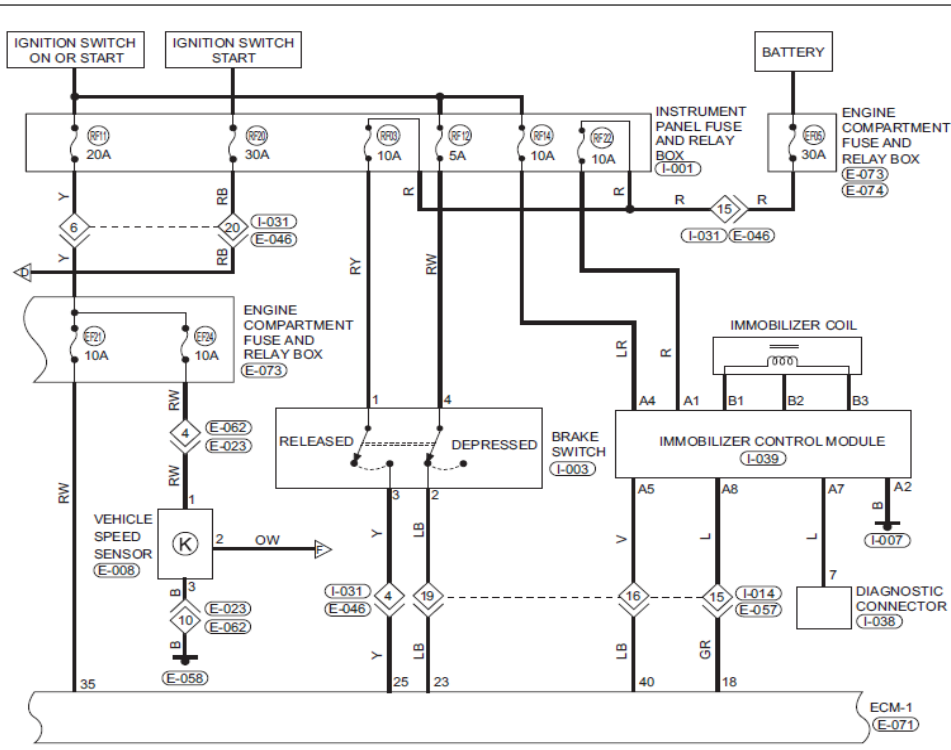 IGNITION SWITCH
ON OR START
IGNITION SWITCH
START
BATTERY
INSTRUMENT
PANEL FUSE
AND RELAY
BOX
I-001
ENGINE
COMPARTMENT
FUSE AND
RELAY BOX
E-073
E-074
RF11
20A
RF20
30A
RF03
10A
RF12
5A
RF14
10A
RF22
10A
EF05
30A
Y
RB
R
R
R
15
R
I-031
E-046
6
20
I-031
E-046
Y
RB
D
RY
RW
LR
R
ENGINE
COMPARTMENT
FUSE AND
RELAY BOX
E-073
EF21
10A
EF24
10A
IMMOBILIZER COIL
RW
4
E-062
E-023
RW
1
4
A4
A1
B1
B2
B3
RELEASED
DEPRESSED
BRAKE
SWITCH
I-003
IMMOBILIZER CONTROL MODULE
I-039
RW
1
3
2
A5
A8
A7
A2
VEHICLE
SPEED
SENSOR
E-008
K
2
OW
F
3
Y
LB
V
L
L
B
I-007
B
10
E-023
E-062
B
E-058
I-031
E-046
4
19
16
15
I-014
E-057
7
DIAGNOSTIC
CONNECTOR
I-038
Y
LB
LB
GR
35
25
23
40
18
ECM-1
E-071